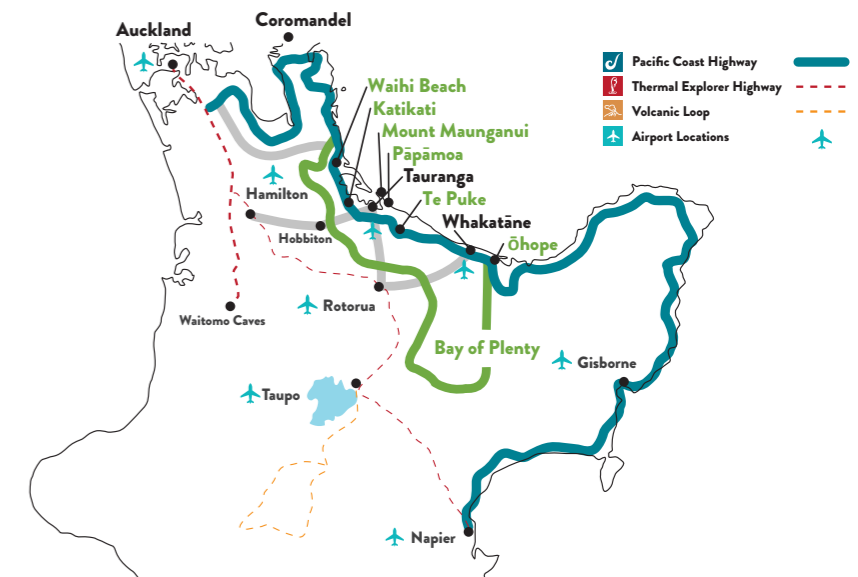 Coromandel
Auckland
Pacific Coast Highway
Thermal Explorer Highway
Volcanic Loop
Airport Locations
Waihi Beach
Katikati
Mount Maunganui
Pāpāmoa
Tauranga
Te Puke
Whakatāne
Ōhope
Hamilton
Hobbiton
Rotorua
Waitomo Caves
Bay of Plenty
Gisborne
Taupo
Napier